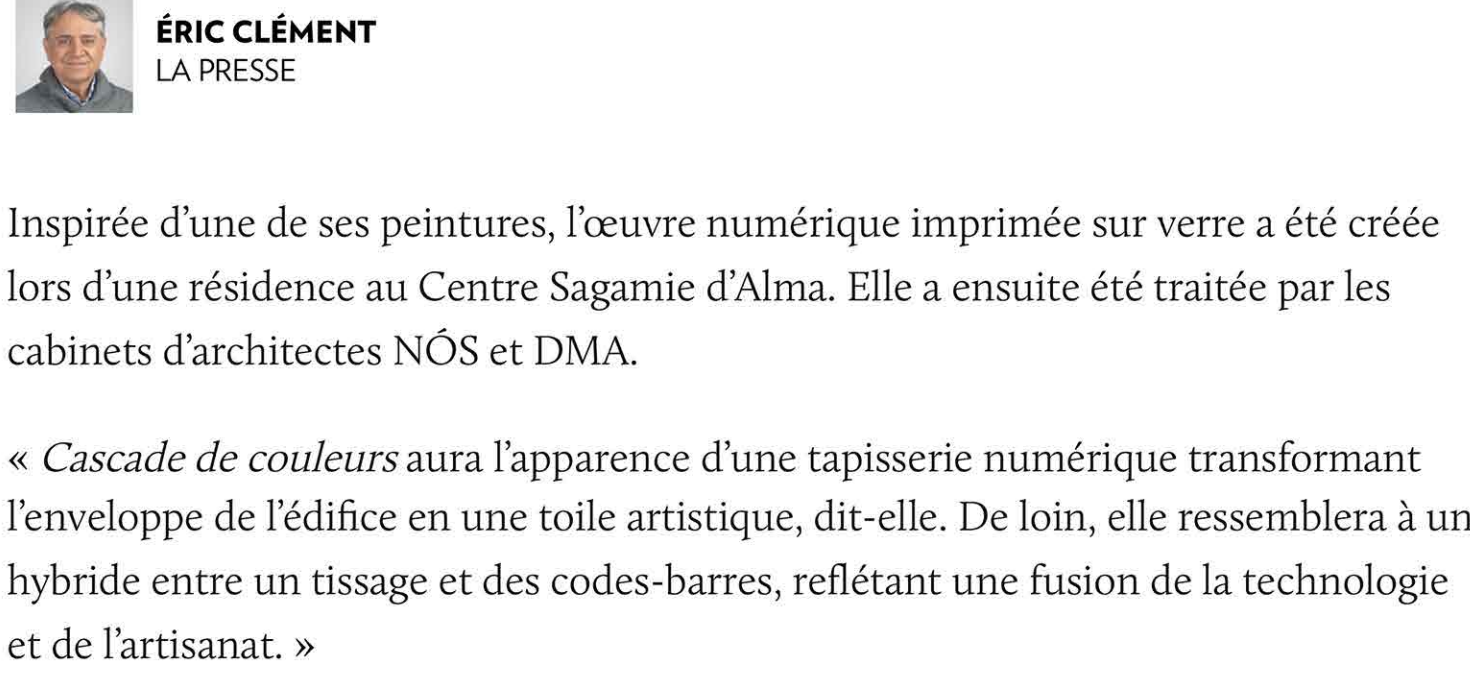 ÉRIC CLÉMENT
LA PRESSE
Inspirée d’une de ses peintures, l’œuvre numérique imprimée sur verre a été créée
lors d’une résidence au Centre Sagamie d’Alma. Elle a ensuite été traitée par les
cabinets d’architectes NÓS et DMA.
« Cascade de couleurs aura l’apparence d’une tapisserie numérique transformant
l’enveloppe de l’édifice en une toile artistique, dit-elle. De loin, elle ressemblera à un
hybride entre un tissage et des codes-barres, reflétant une fusion de la technologie
et de l’artisanat. »